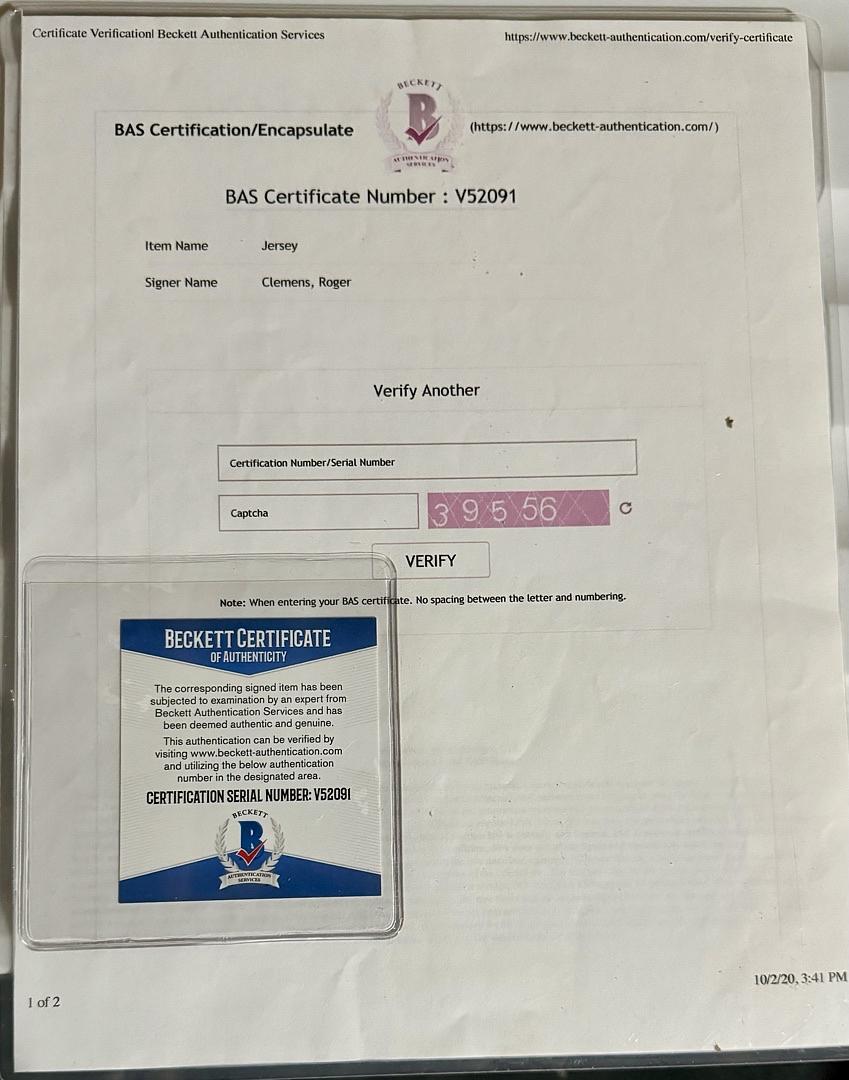 Certificate Verification| Beckett Authentication Services
https://www.beckett-authentication.com/verify-certificate
BECKETT
B
AUTHENTICATION
SERVICES
BAS Certification/Encapsulate
(https://www.beckett-authentication.com/)
BAS Certificate Number : V52091
Item Name Jersey
Signer Name Clemens, Roger
Verify Another
Certification Number/Serial Number
Captcha
3 9 5 56
VERIFY
Note: When entering your BAS certificate. No spacing between the letter and numbering.
BECKETT CERTIFICATE
OF AUTHENTICITY
The corresponding signed item has been
subjected to examination by an expert from
Beckett Authentication Services and has
been deemed authentic and genuine.
This authentication can be verified by
visiting www.beckett-authentication.com
and utilizing the below authentication
number in the designated area.
CERTIFICATION SERIAL NUMBER: V52091
BECKETT
B
AUTHENTICATION
SERVICES
10/2/20, 3:41 PM
1 of 2